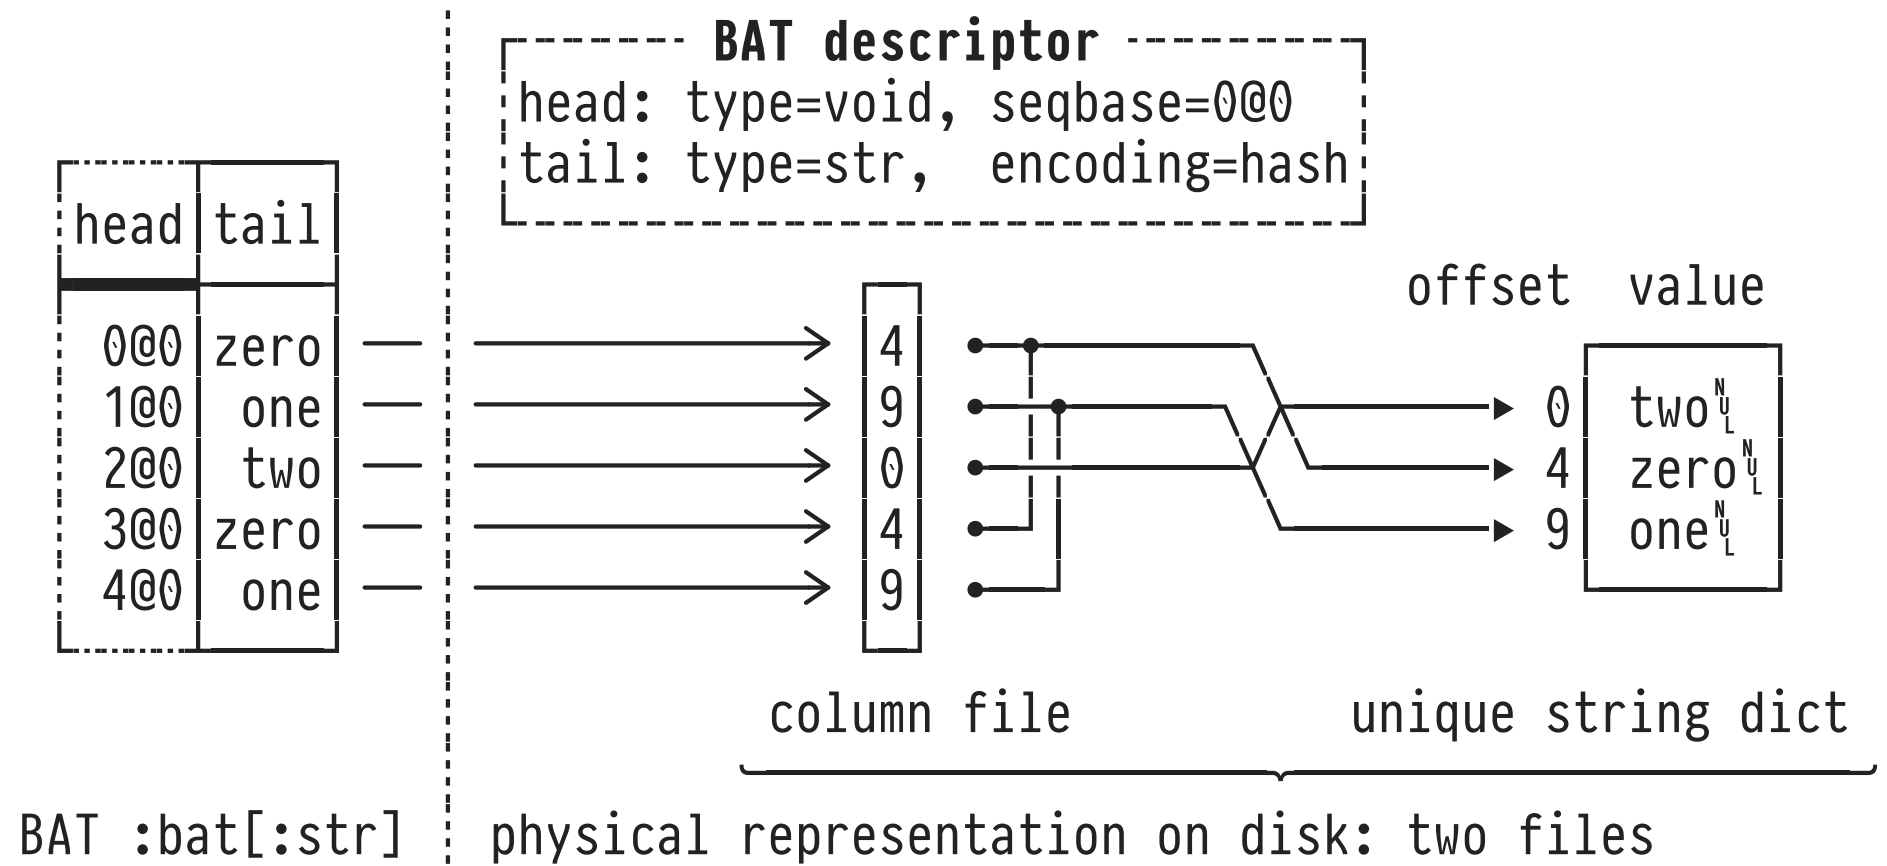 BAT descriptor
head: type=void, seqbase=0@0
tail: type=str, encoding=hash
head tail
offset value
0@0 zero 4
1@0 one 9 0 two NUL
2@0 two 0 4 zero NUL
3@0 zero 4 9 one NUL
4@0 one 9
column file unique string dict
BAT :bat[:str] physical representation on disk: two files